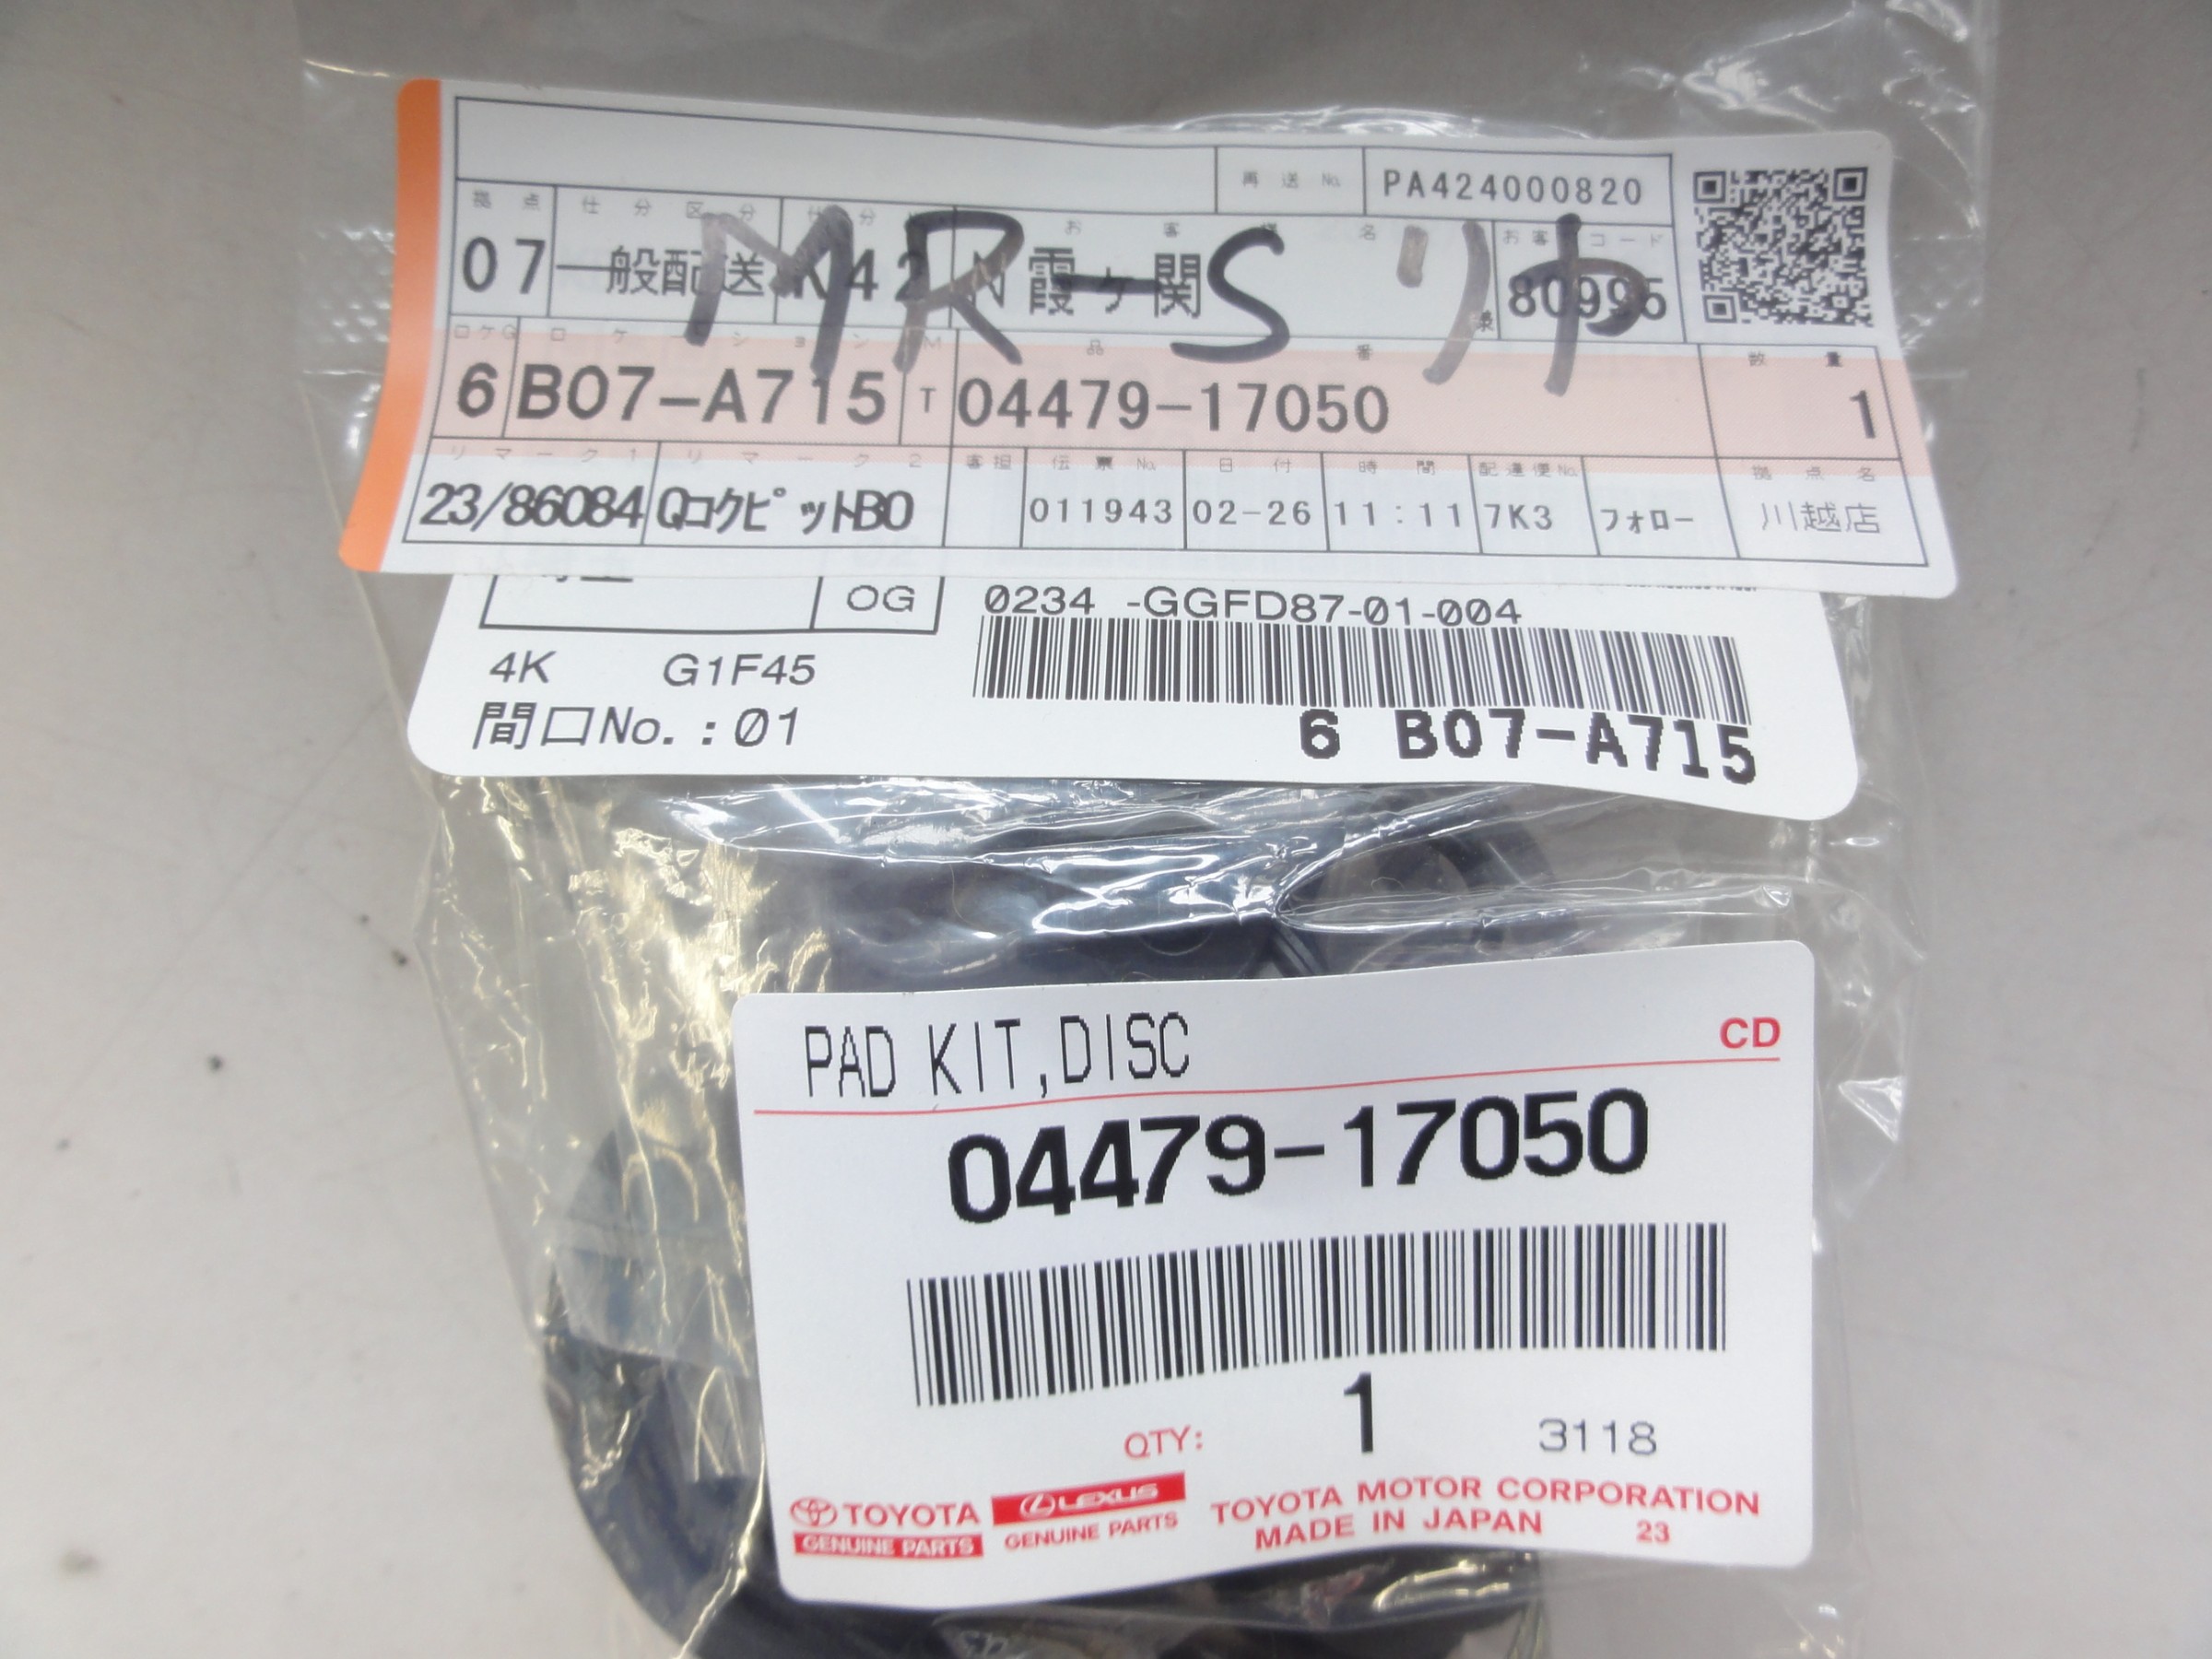 再送No. PA424000820
拠点 仕分区分 お客様名 お客様コード
07 一般配送 K42 N霞ヶ関 様 80995
MR-S リヤ
ロケG ロケーション M 品番 数量
6 B07-A715 T 04479-17050 1
リマーク1 リマーク2 客担 伝票No. 日付 時間 配達便No. 拠点名
23/86084 QコクピットBO 011943 02-26 11:11 7K3 フォロー 川越店
OG 0234 -GGFD87-01-004
4K G1F45
間口No.:01 6 B07-A715
PAD KIT,DISC CD
04479-17050
QTY: 1 3118
TOYOTA LEXUS TOYOTA MOTOR CORPORATION
GENUINE PARTS GENUINE PARTS MADE IN JAPAN 23